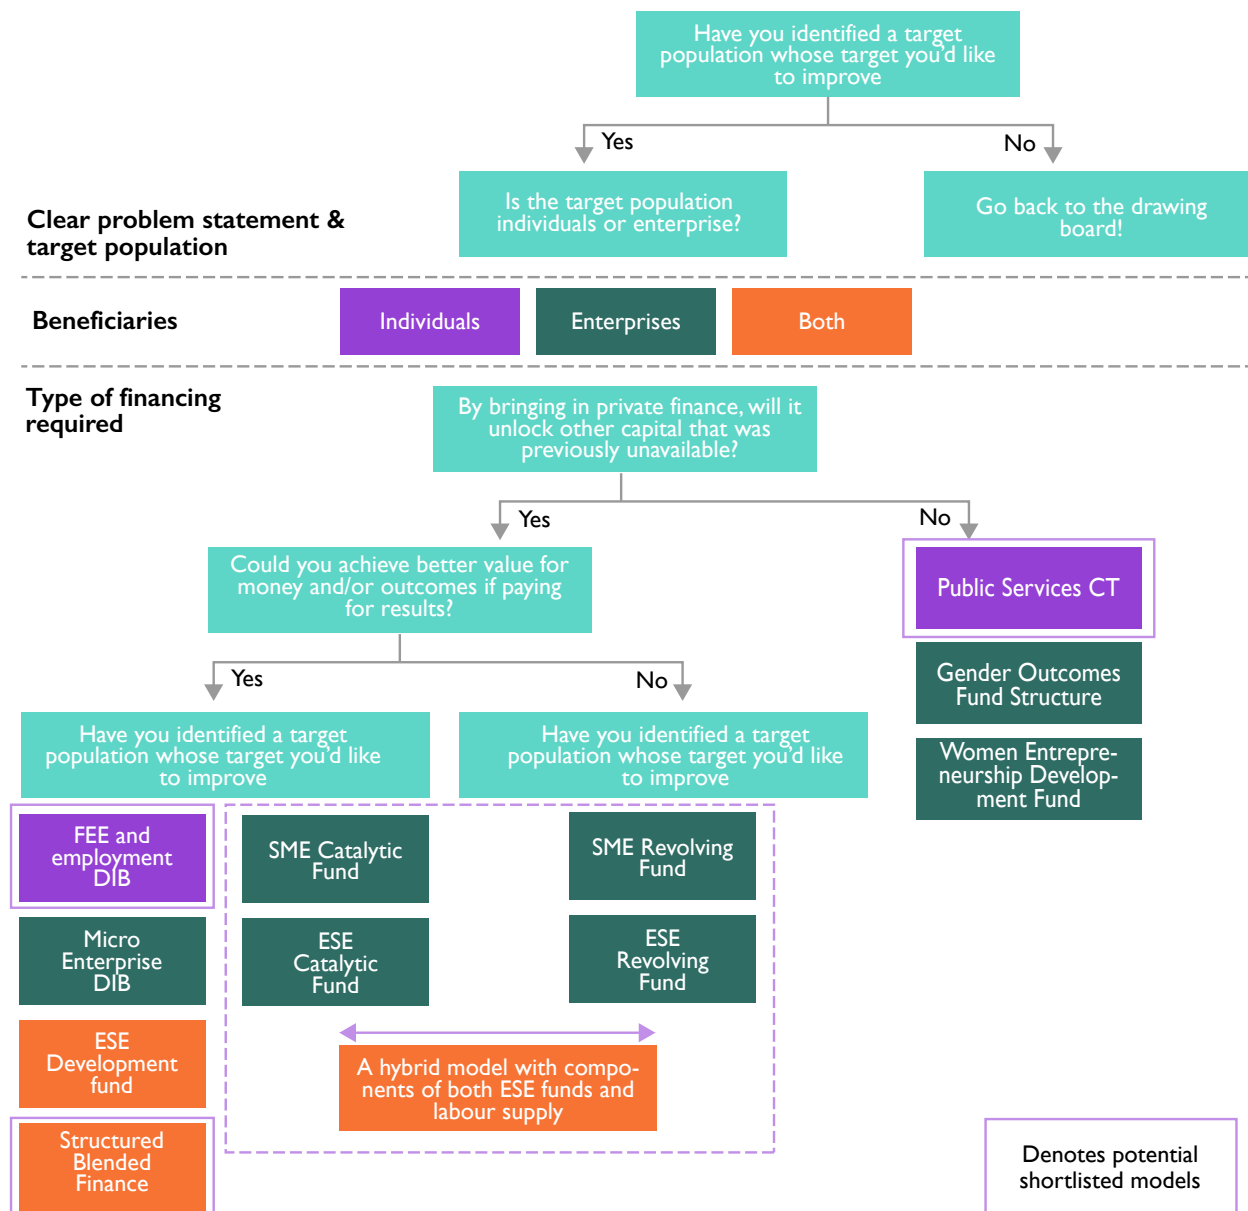 Have you identified a target
population whose target you'd like
to improve
Yes
No
Clear problem statement &
target population
Is the target population
individuals or enterprise?
Go back to the drawing
board!
Beneficiaries
Individuals
Enterprises
Both
Type of financing
required
By bringing in private finance, will it
unlock other capital that was
previously unavailable?
Yes
No
Could you achieve better value for
money and/or outcomes if paying
for results?
Public Services CT
Gender Outcomes
Fund Structure
Women Entrepre-
neurship Develop-
ment Fund
Yes
No
Have you identified a target
population whose target you'd like
to improve
Have you identified a target
population whose target you'd like
to improve
FEE and
employment
DIB
SME Catalytic
Fund
SME Revolving
Fund
Micro
Enterprise
DIB
ESE
Catalytic
Fund
ESE
Revolving
Fund
ESE
Development
fund
A hybrid model with compo-
nents of both ESE funds and
labour supply
Structured
Blended
Finance
Denotes potential
shortlisted models